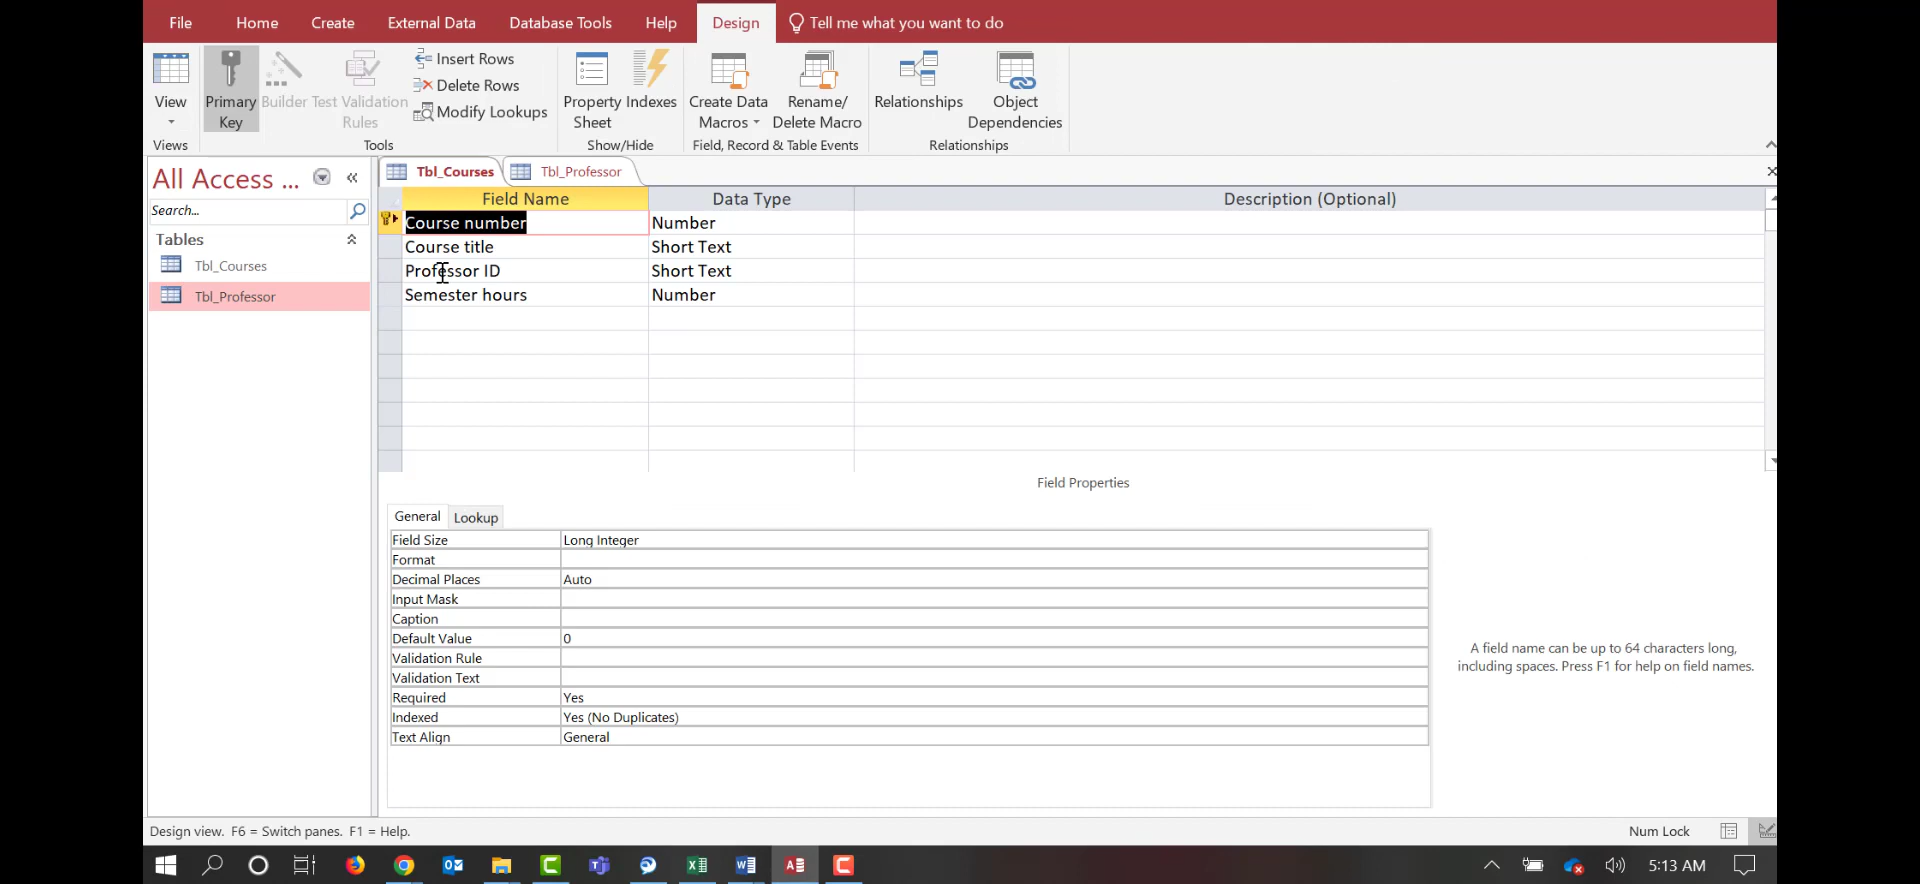 File Home Create External Data Database Tools Help Design Tell me what you want to do
View
Views
Primary Key
Builder
Test Validation Rules
Insert Rows
Delete Rows
Modify Lookups
Tools
Property Sheet
Indexes
Show/Hide
Create Data Macros
Rename/ Delete Macro
Field, Record & Table Events
Relationships
Object Dependencies
Relationships
All Access ...
Search...
Tables
Tbl_Courses
Tbl_Professor
Tbl_Courses Tbl_Professor
Field Name Data Type Description (Optional)
Course number Number
Course title Short Text
Professor ID Short Text
Semester hours Number
Field Properties
General Lookup
Field Size Long Integer
Format
Decimal Places Auto
Input Mask
Caption
Default Value 0
Validation Rule
Validation Text
Required Yes
Indexed Yes (No Duplicates)
Text Align General
A field name can be up to 64 characters long,
including spaces. Press F1 for help on field names.
Design view. F6 = Switch panes. F1 = Help. Num Lock
5:13 AM